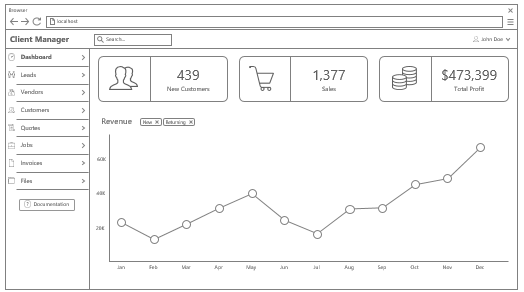 Browser
localhost
Client Manager
Search...
John Doe
Dashboard
Leads
Vendors
Customers
Quotes
Jobs
Invoices
Files
Documentation
439
New Customers
1,377
Sales
$473,399
Total Profit
Revenue
New
Returning
60K
40K
20K
Jan Feb Mar Apr May Jun Jul Aug Sep Oct Nov Dec